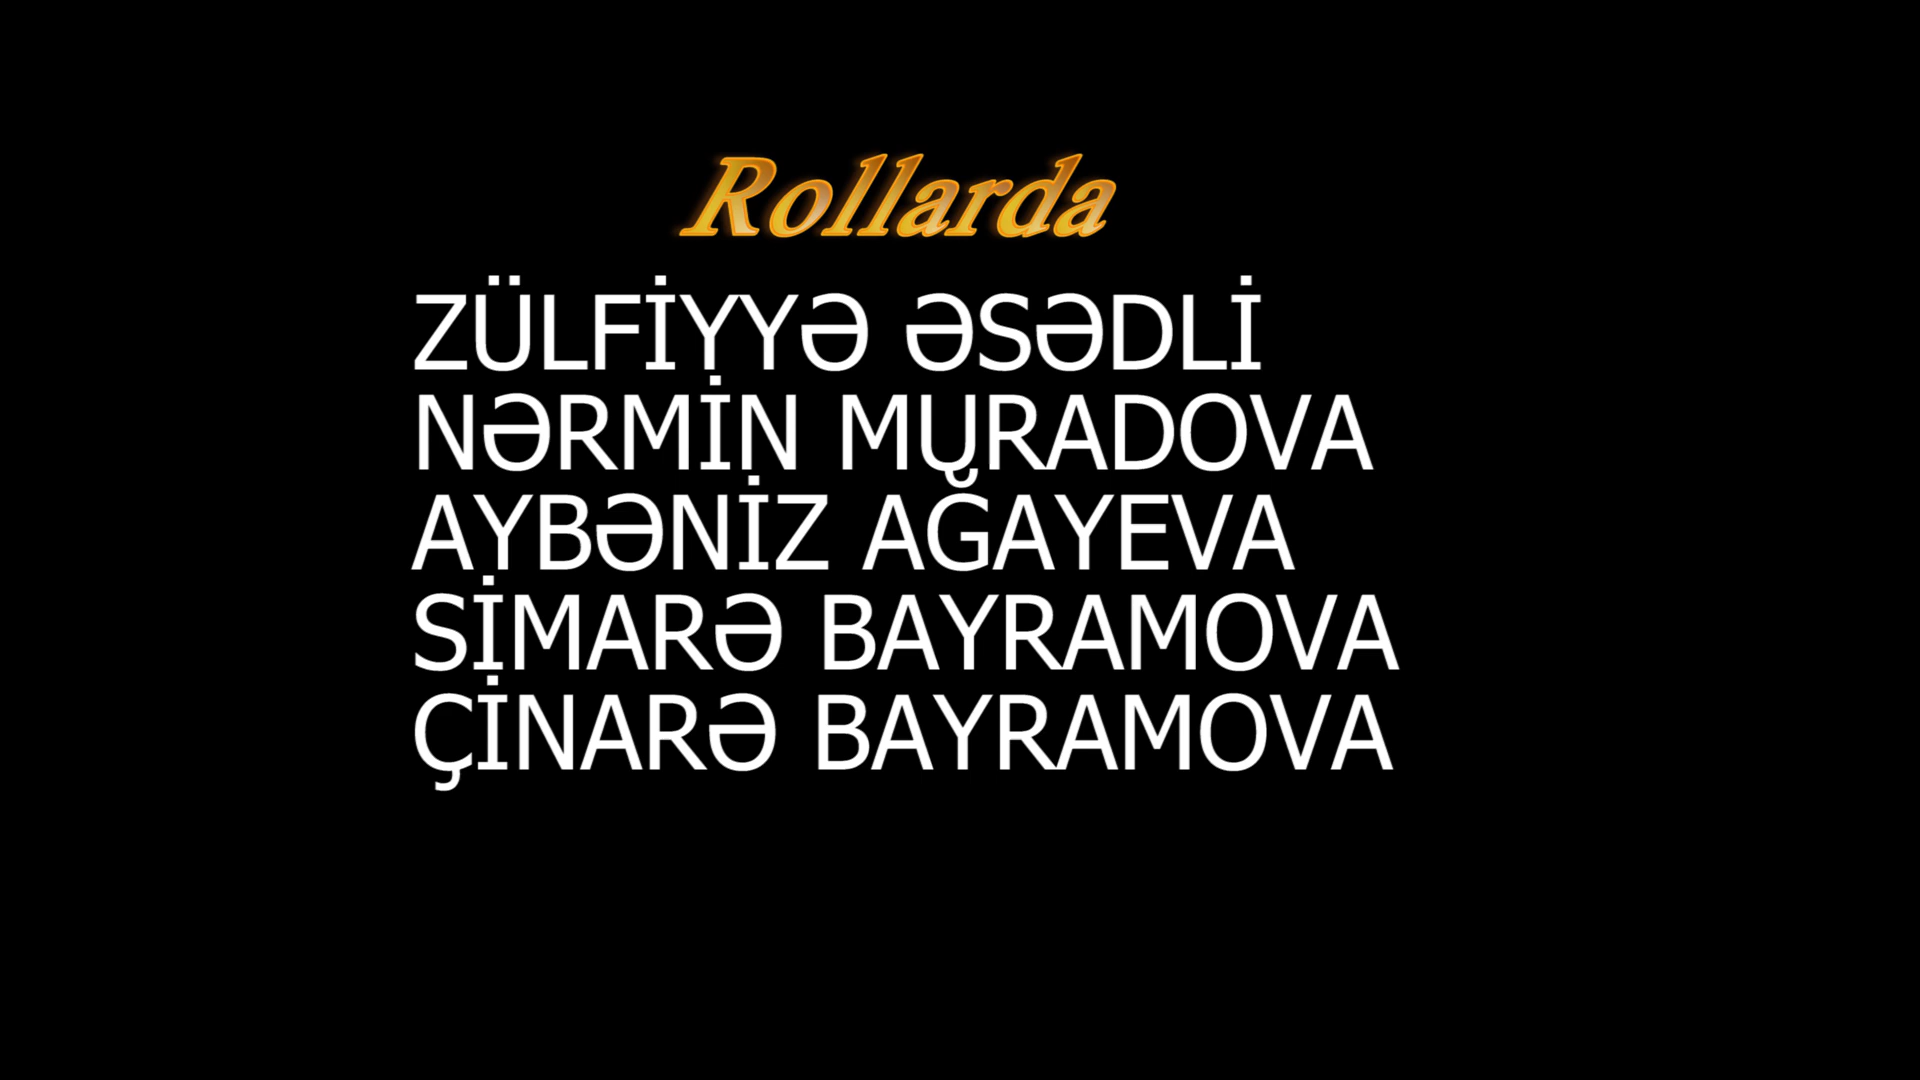 Rollarda
ZÜLFİYYƏ ƏSƏDLİ
NƏRMİN MURADOVA
AYBƏNİZ AĞAYEVA
SİMARƏ BAYRAMOVA
ÇİNARƏ BAYRAMOVA